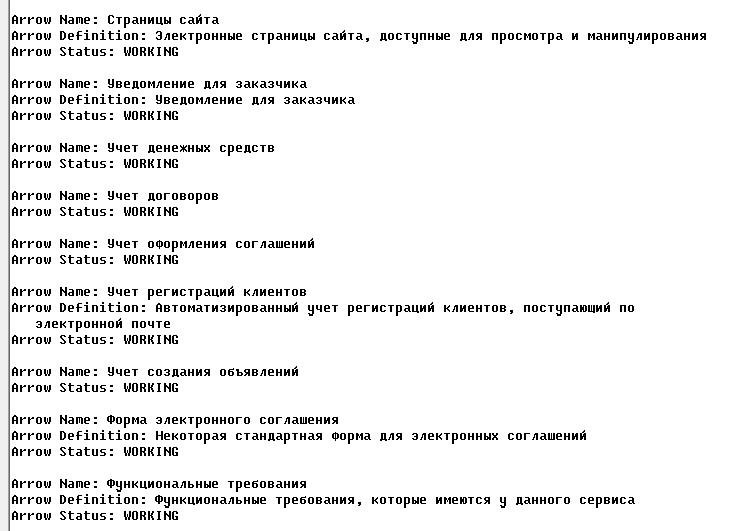 Arrow Name: Страницы сайта
Arrow Definition: Электронные страницы сайта, доступные для просмотра и манипулирования
Arrow Status: WORKING
Arrow Name: Уведомление для заказчика
Arrow Definition: Уведомление для заказчика
Arrow Status: WORKING
Arrow Name: Учет денежных средств
Arrow Status: WORKING
Arrow Name: Учет договоров
Arrow Status: WORKING
Arrow Name: Учет оформления соглашений
Arrow Status: WORKING
Arrow Name: Учет регистраций клиентов
Arrow Definition: Автоматизированный учет регистраций клиентов, поступающий по
электронной почте
Arrow Status: WORKING
Arrow Name: Учет создания объявлений
Arrow Status: WORKING
Arrow Name: Форма электронного соглашения
Arrow Definition: Некоторая стандартная форма для электронных соглашений
Arrow Status: WORKING
Arrow Name: Функциональные требования
Arrow Definition: Функциональные требования, которые имеются у данного сервиса
Arrow Status: WORKING